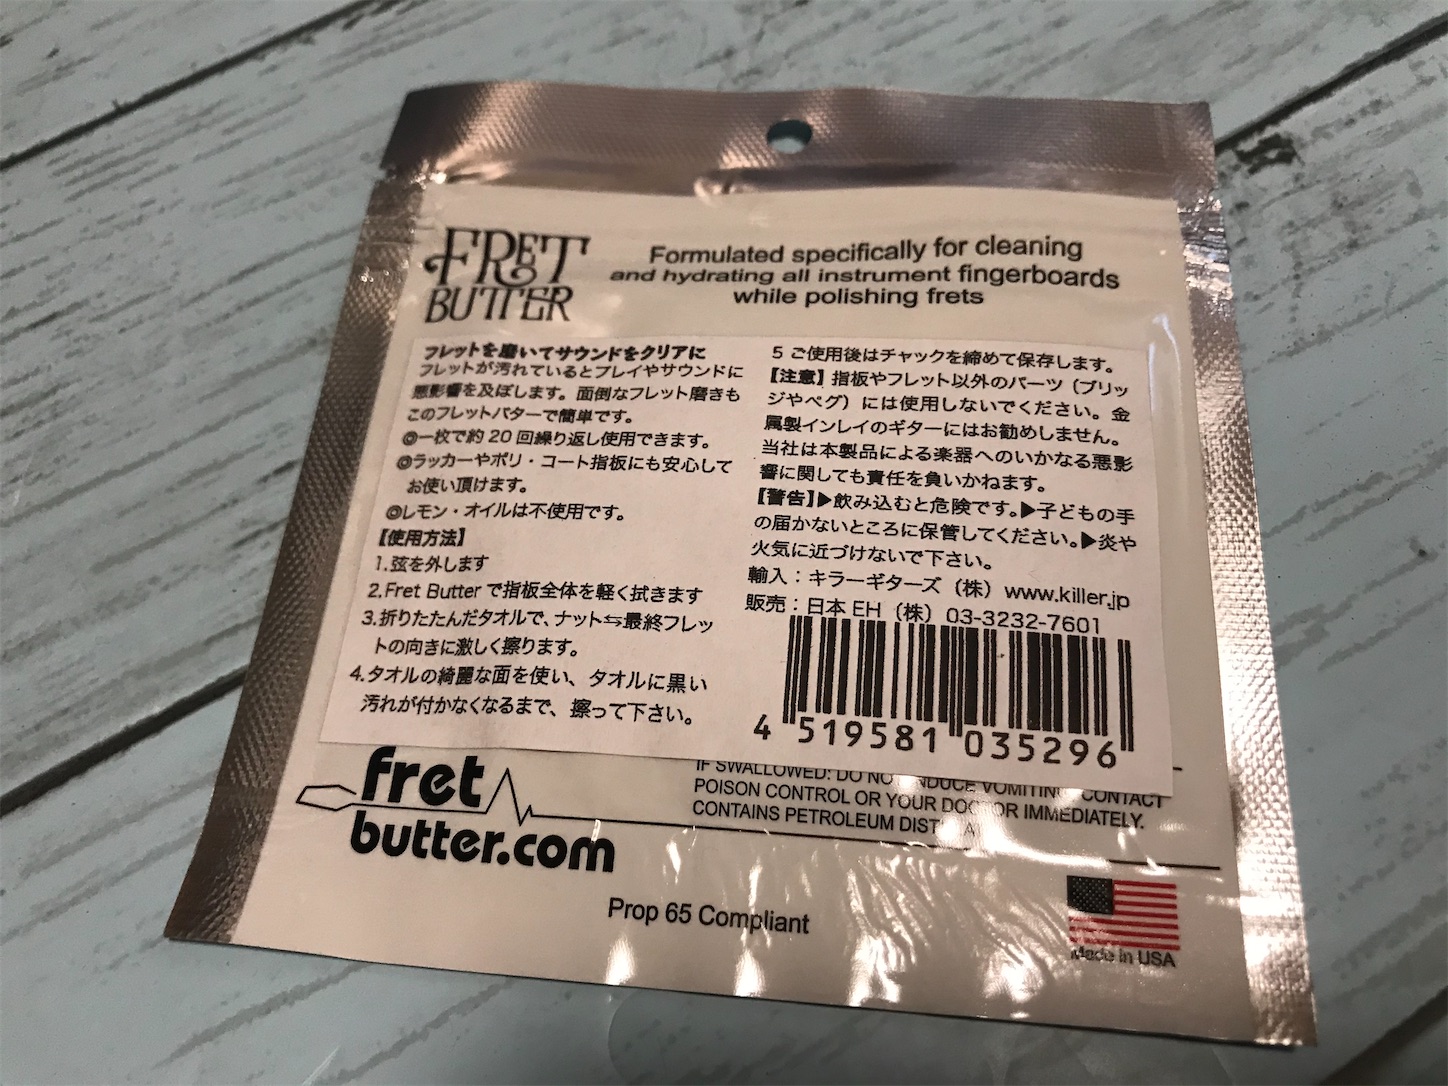 FRET
BUTTER
Formulated specifically for cleaning
and hydrating all instrument fingerboards
while polishing frets
フレットを磨いてサウンドをクリアに
フレットが汚れているとプレイやサウンドに
悪影響を及ぼします。面倒なフレット磨きも
このフレットバターで簡単です。
◎一枚で約 20 回繰り返し使用できます。
◎ラッカーやポリ・コート指板にも安心して
お使い頂けます。
◎レモン・オイルは不使用です。
【使用方法】
1.弦を外します
2.Fret Butter で指板全体を軽く拭きます
3.折りたたんだタオルで、ナット⇆最終フレッ
トの向きに激しく擦ります。
4.タオルの綺麗な面を使い、タオルに黒い
汚れが付かなくなるまで、擦って下さい。
5 ご使用後はチャックを締めて保存します。
【注意】指板やフレット以外のパーツ（ブリッ
ジやペグ）には使用しないでください。金
属製インレイのギターにはお勧めしません。
当社は本製品による楽器へのいかなる悪影
響に関しても責任を負いかねます。
【警告】▶飲み込むと危険です。▶子どもの手
の届かないところに保管してください。▶炎や
火気に近づけないで下さい。
輸入：キラーギターズ（株）www.killer.jp
販売：日本 EH（株）03-3232-7601
4 519581 035296
IF SWALLOWED: DO NOT INDUCE VOMITING CONTACT
POISON CONTROL OR YOUR DOCTOR IMMEDIATELY.
CONTAINS PETROLEUM
fret
butter.com
Prop 65 Compliant
Made in USA